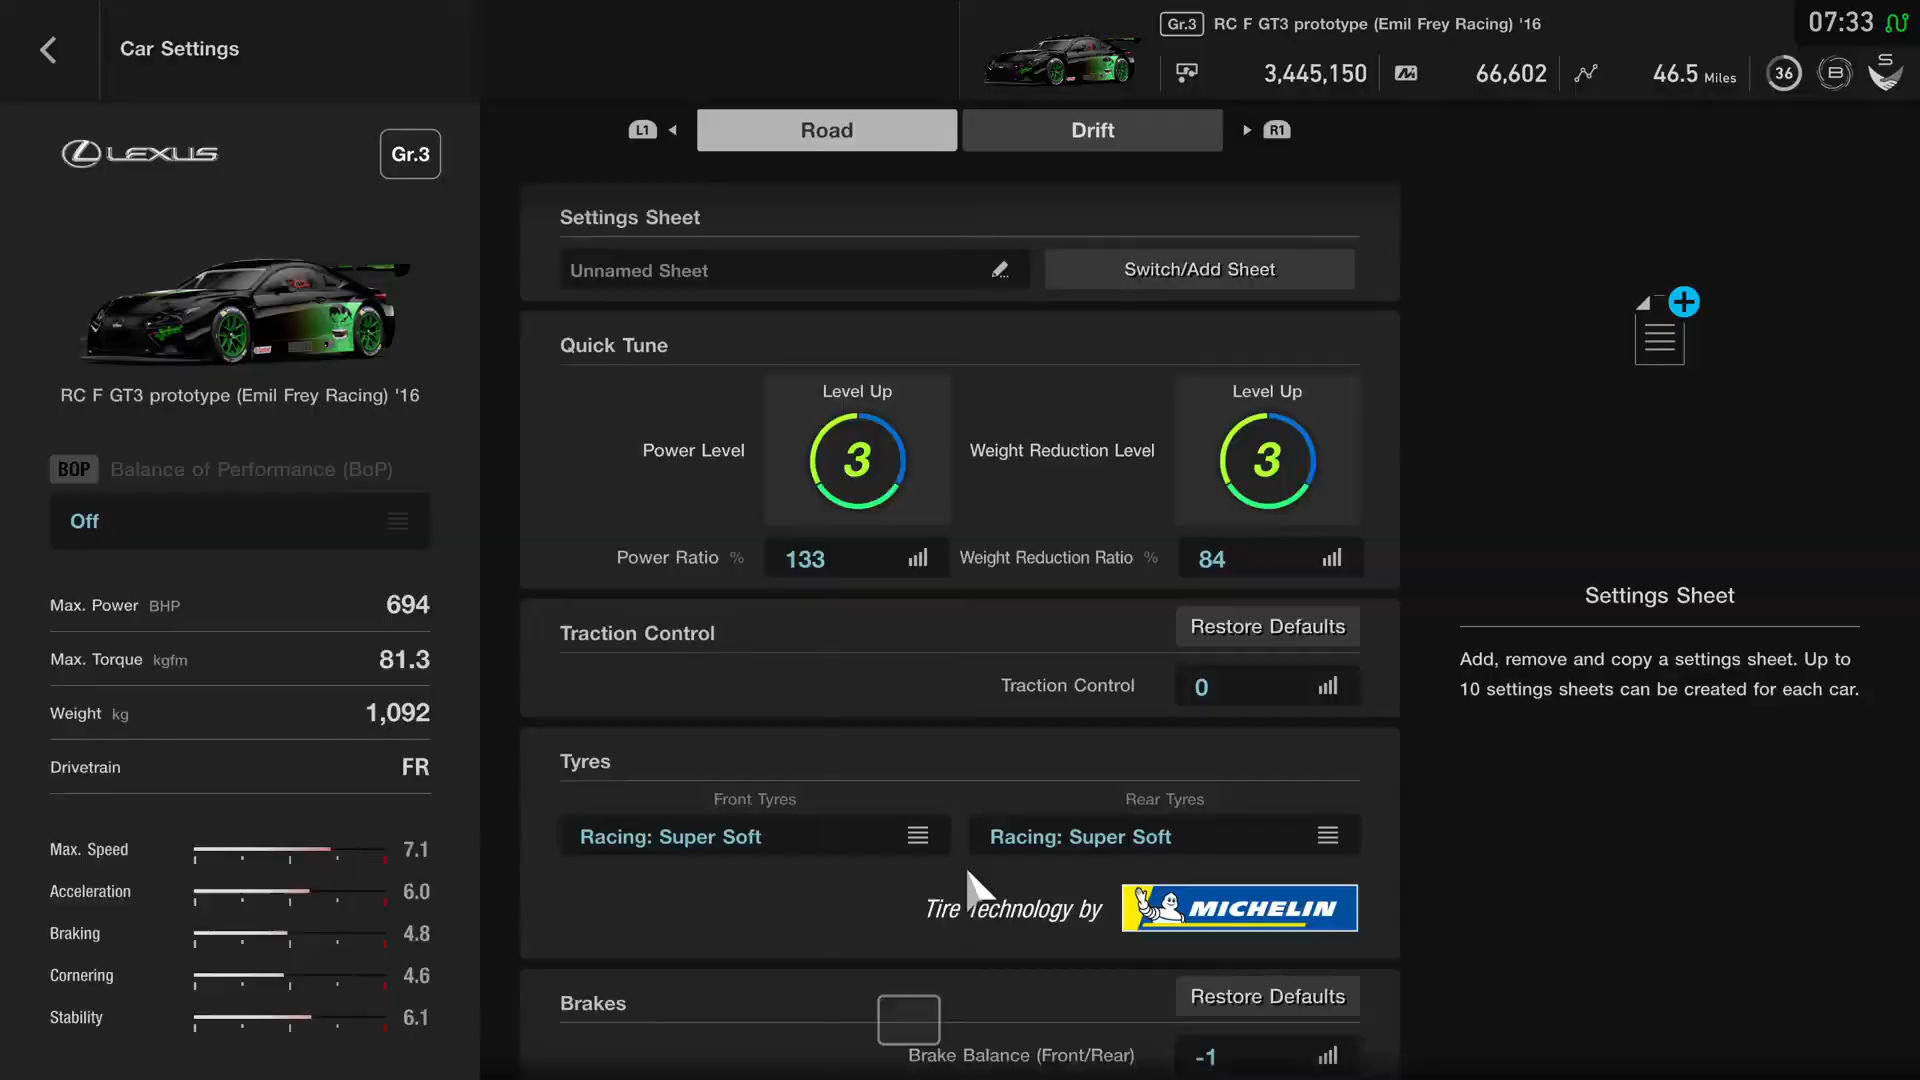 Car Settings
Gr.3 RC F GT3 prototype (Emil Frey Racing) '16
07:33
3,445,150
66,602
46.5 Miles
36
B
S
LEXUS
Gr.3
L1
Road
Drift
R1
Settings Sheet
Unnamed Sheet
Switch/Add Sheet
Quick Tune
Level Up
Level Up
Power Level
3
Weight Reduction Level
3
Power Ratio %
133
Weight Reduction Ratio %
84
RC F GT3 prototype (Emil Frey Racing) '16
BOP Balance of Performance (BoP)
Off
Max. Power BHP 694
Max. Torque kgfm 81.3
Weight kg 1,092
Drivetrain FR
Max. Speed 7.1
Acceleration 6.0
Braking 4.8
Cornering 4.6
Stability 6.1
Traction Control
Restore Defaults
Traction Control
0
Tyres
Front Tyres
Rear Tyres
Racing: Super Soft
Racing: Super Soft
Tire Technology by
MICHELIN
Brakes
Restore Defaults
Brake Balance (Front/Rear)
-1
Settings Sheet
Add, remove and copy a settings sheet. Up to
10 settings sheets can be created for each car.